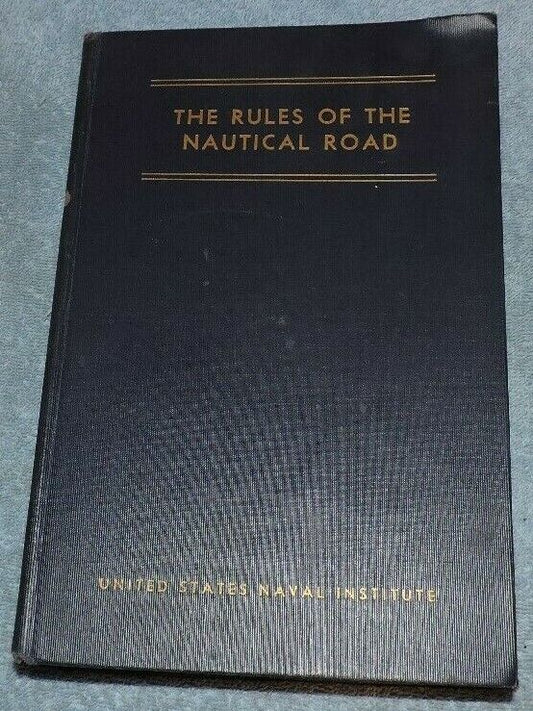 THE RULES OF THE
NAUTICAL ROAD
UNITED STATES NAVAL INSTITUTE